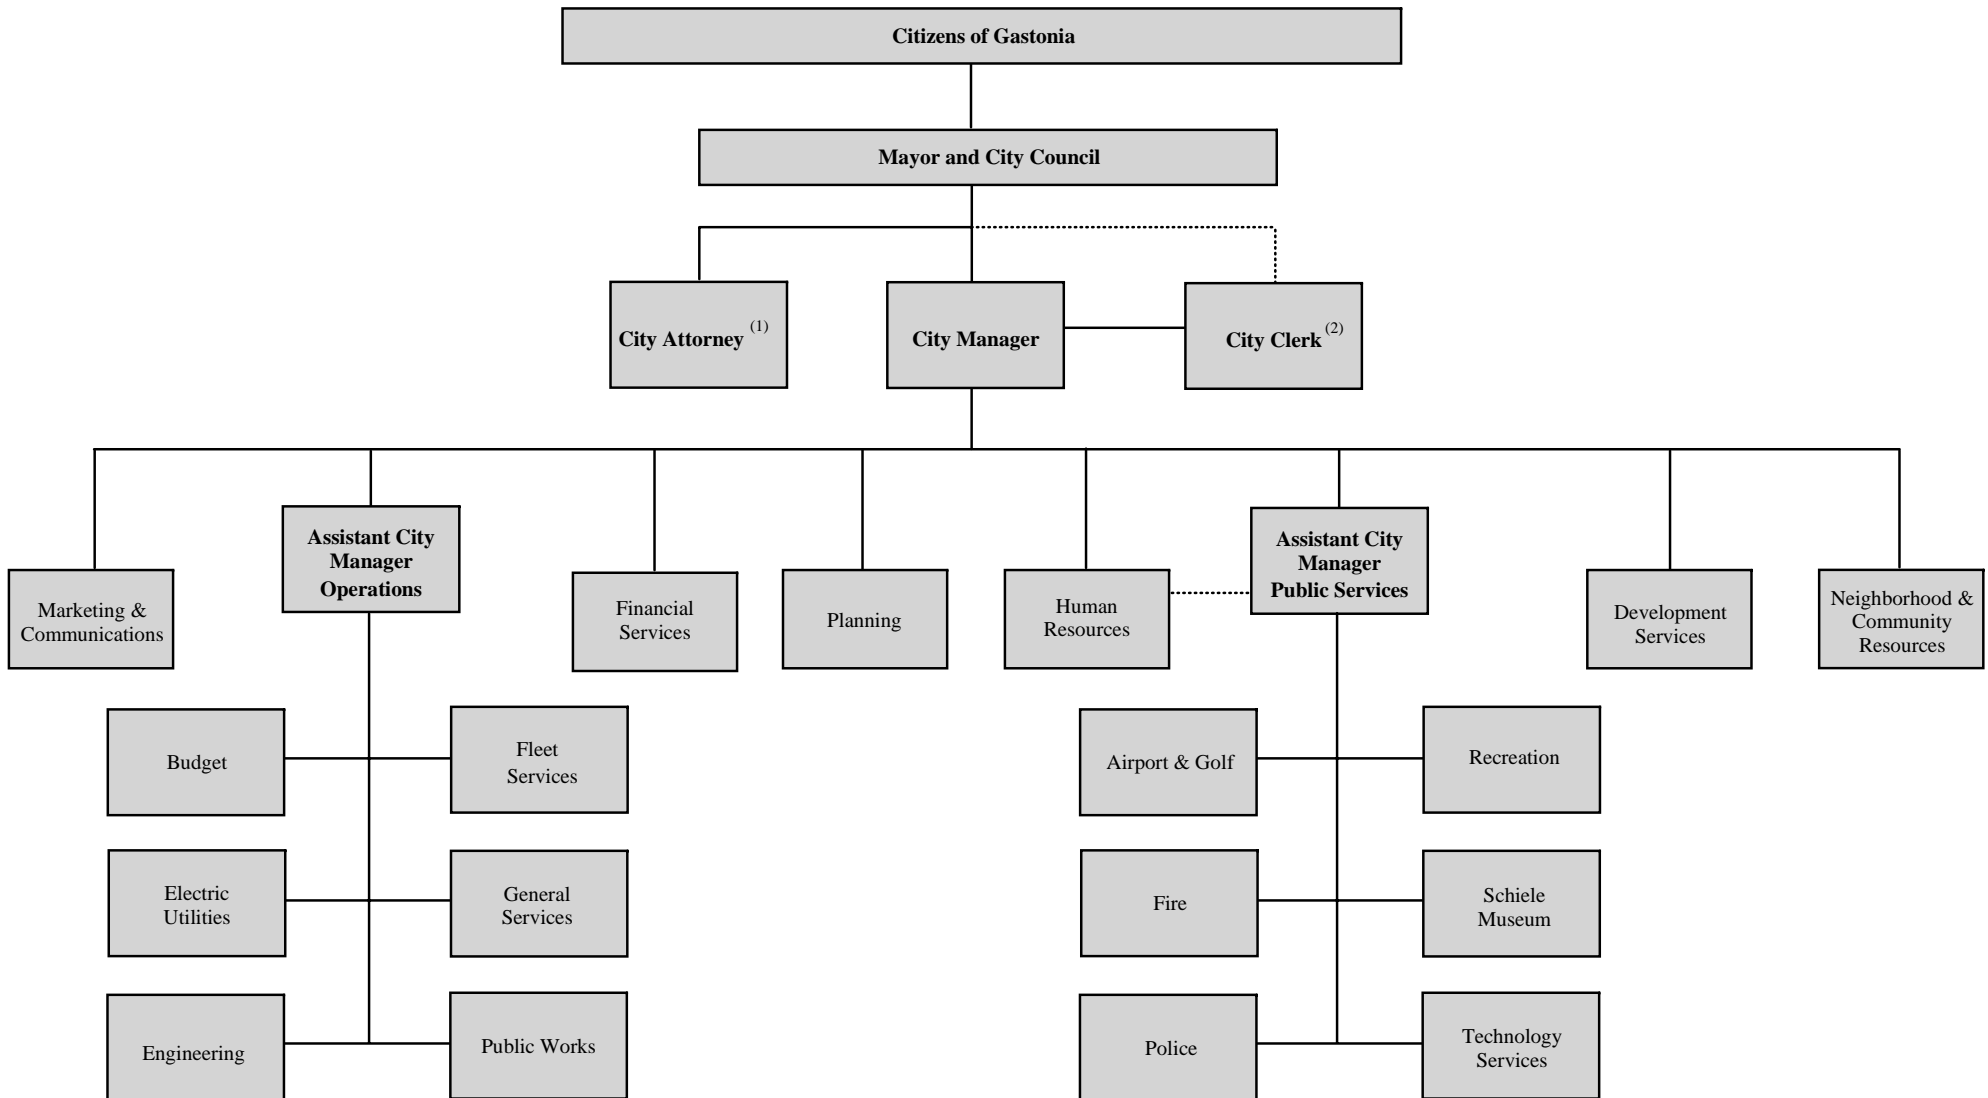 Citizens of Gastonia
Mayor and City Council
City Attorney (1)
City Manager
City Clerk (2)
Assistant City
Manager
Operations
Assistant City
Manager
Public Services
Marketing &
Communications
Financial
Services
Planning
Human
Resources
Development
Services
Neighborhood &
Community
Resources
Budget
Fleet
Services
Airport & Golf
Recreation
Electric
Utilities
General
Services
Fire
Schiele
Museum
Engineering
Public Works
Police
Technology
Services